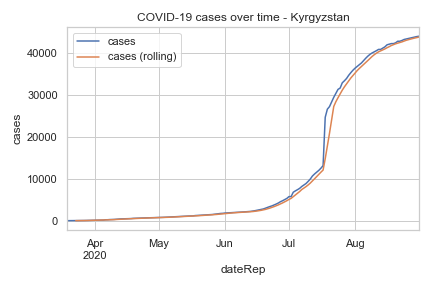 COVID-19 cases over time - Kyrgyzstan
cases
cases (rolling)
40000
30000
20000
10000
0
cases
Apr
2020
May
Jun
Jul
Aug
dateRep